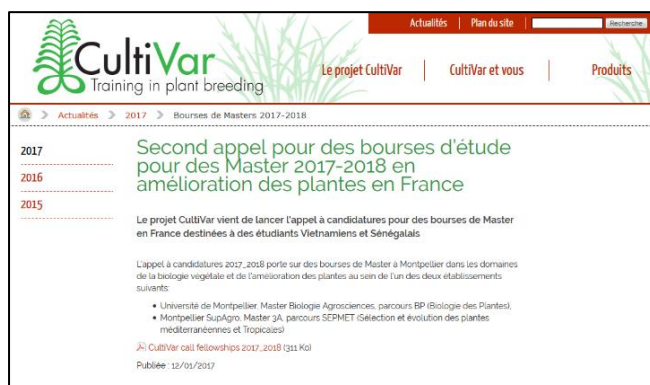 Actualités | Plan du site | Recherche
CultiVar
Training in plant breeding
Le projet CultiVar | CultiVar et vous | Produits
Actualités > 2017 > Bourses de Masters 2017-2018
2017
2016
2015
Second appel pour des bourses d'étude
pour des Master 2017-2018 en
amélioration des plantes en France
Le projet CultiVar vient de lancer l'appel à candidatures pour des bourses de Master
en France destinées à des étudiants Vietnamiens et Sénégalais
L'appel à candidatures 2017_2018 porte sur des bourses de Master à Montpellier dans les domaines
de la biologie végétale et de l'amélioration des plantes au sein de l'un des deux établissements
suivants:
• Université de Montpellier, Master Biologie Agrosciences, parcours BP (Biologie des Plantes),
• Montpellier SupAgro, Master 3A, parcours SEPMET (Sélection et évolution des plantes
méditerranéennes et Tropicales)
CultiVar call fellowships 2017_2018 (311 Ko)
Publiée : 12/01/2017